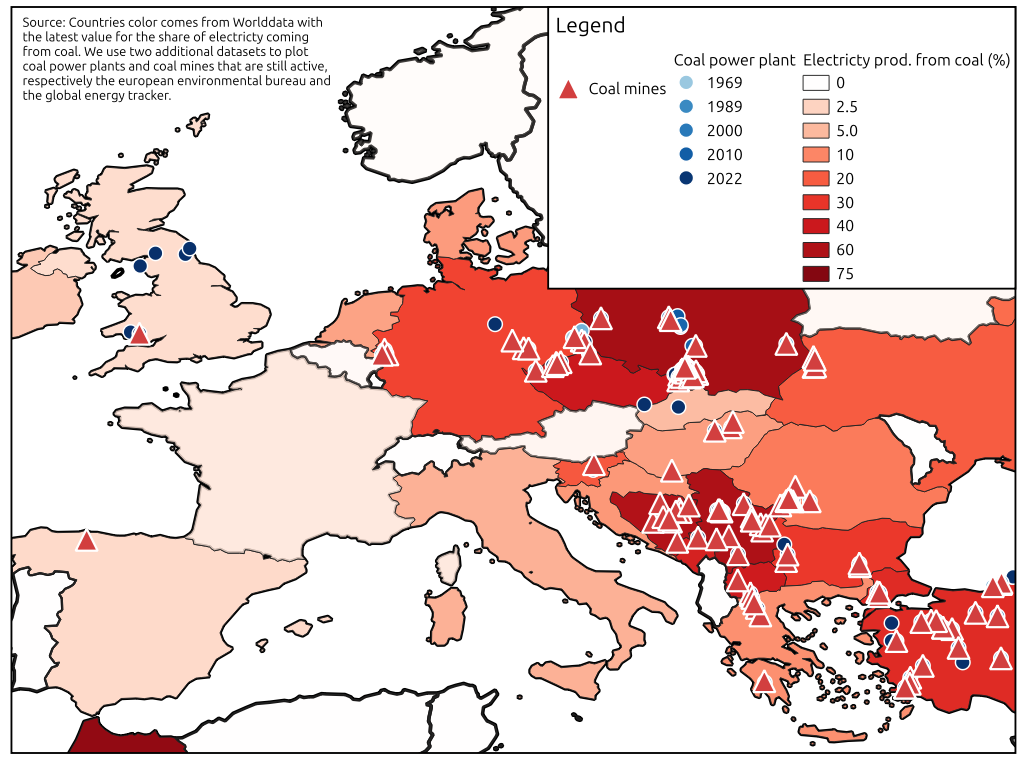 Source: Countries color comes from Worlddata with
the latest value for the share of electricty coming
from coal. We use two additional datasets to plot
coal power plants and coal mines that are still active,
respectively the european environmental bureau and
the global energy tracker.
Legend
Coal mines
Coal power plant
1969
1989
2000
2010
2022
Electricty prod. from coal (%)
0
2.5
5.0
10
20
30
40
60
75